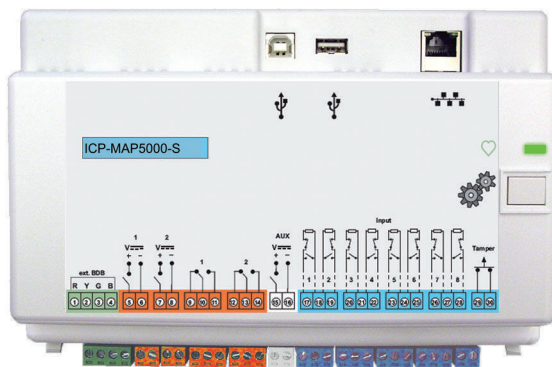 ICP-MAP5000-S
Input
1 2 AUX
V V V
+ - + - + -
1 2 1 2 3 4 5 6 7 8 Tamper
ext. BDB
R Y G B
1 2 3 4 5 6 7 8 9 10 11 12 13 14 15 16 17 18 19 20 21 22 23 24 25 26 27 28 29 30